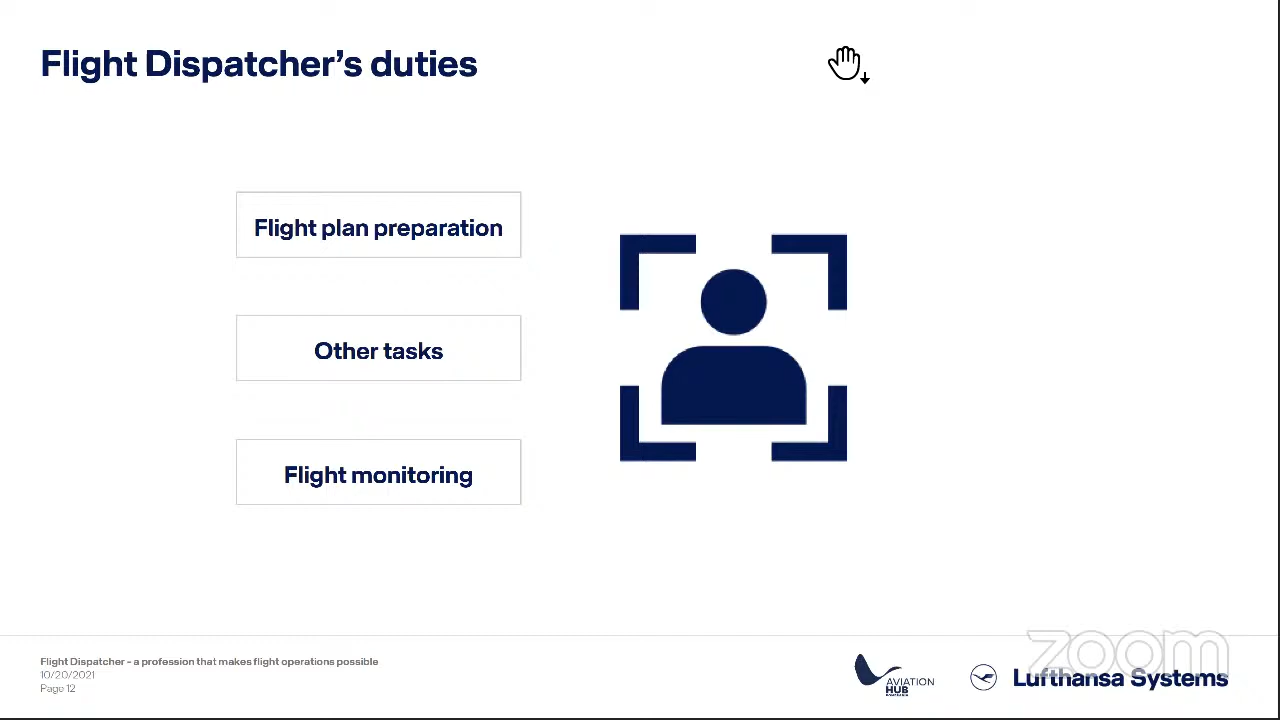 Flight Dispatcher's duties
Flight plan preparation
Other tasks
Flight monitoring
Flight Dispatcher - a profession that makes flight operations possible
10/20/2021
Page 12
AVIATION
HUB
zoom
Lufthansa Systems